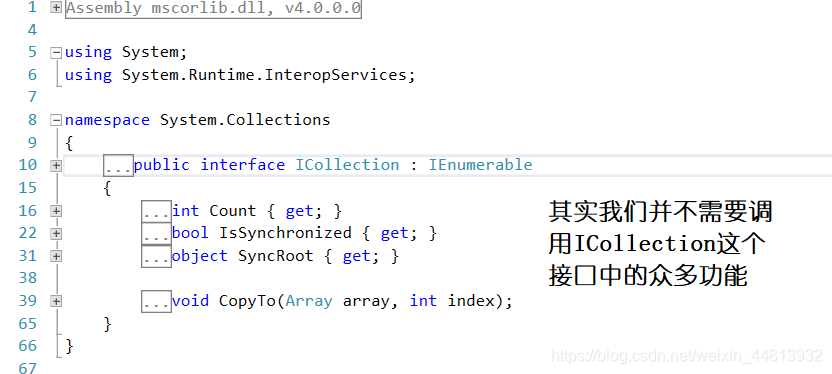 1 Assembly mscorlib.dll, v4.0.0.0
4
5 using System;
6 using System.Runtime.InteropServices;
7
8 namespace System.Collections
9 {
10 ...public interface ICollection : IEnumerable
15 {
16 ...int Count { get; }
22 ...bool IsSynchronized { get; }
31 ...object SyncRoot { get; }
38
39 ...void CopyTo(Array array, int index);
65 }
66 }
67
其实我们并不需要调
用ICollection这个
接口中的众多功能
https://blog.csdn.net/weixin_44813932